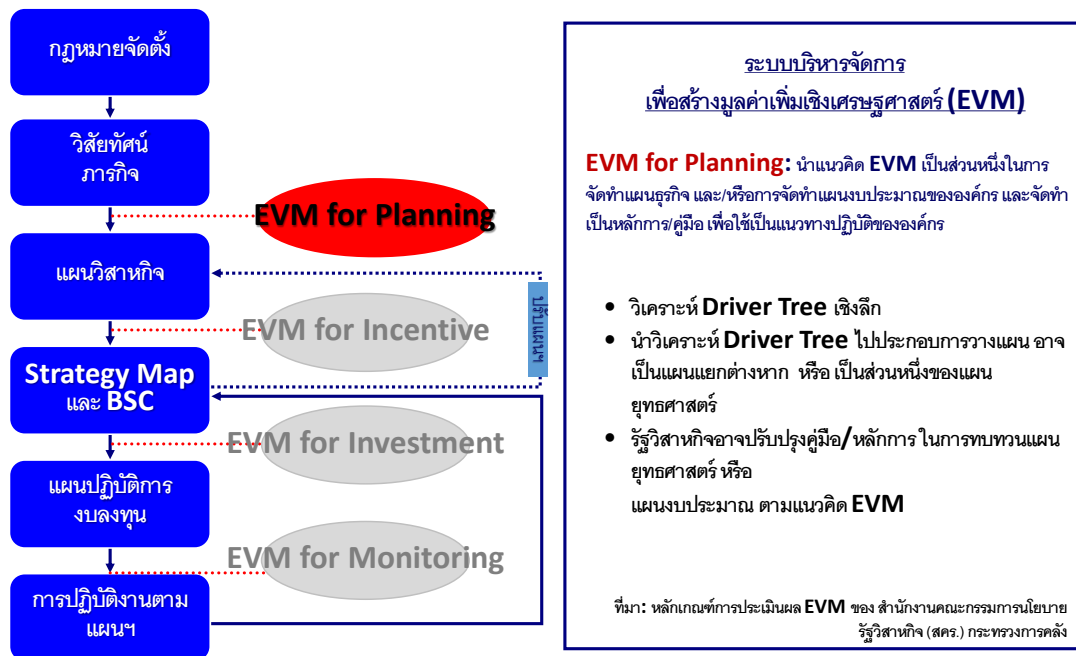 กฎหมายจัดตั้ง
วิสัยทัศน์
ภารกิจ
EVM for Planning
แผนวิสาหกิจ
ปรับแผนฯ
EVM for Incentive
Strategy Map
และ BSC
EVM for Investment
แผนปฏิบัติการ
งบลงทุน
EVM for Monitoring
การปฏิบัติงานตาม
แผนฯ
ระบบบริหารจัดการ
เพื่อสร้างมูลค่าเพิ่มเชิงเศรษฐศาสตร์ (EVM)
EVM for Planning: นำแนวคิด EVM เป็นส่วนหนึ่งในการ
จัดทำแผนธุรกิจ และ/หรือการจัดทำแผนงบประมาณขององค์กร และจัดทำ
เป็นหลักการ/คู่มือ เพื่อใช้เป็นแนวทางปฏิบัติขององค์กร
• วิเคราะห์ Driver Tree เชิงลึก
• นำวิเคราะห์ Driver Tree ไปประกอบการวางแผน อาจ
เป็นแผนแยกต่างหาก หรือ เป็นส่วนหนึ่งของแผน
ยุทธศาสตร์
• รัฐวิสาหกิจอาจปรับปรุงคู่มือ/หลักการ ในการทบทวนแผน
ยุทธศาสตร์ หรือ
แผนงบประมาณ ตามแนวคิด EVM
ที่มา: หลักเกณฑ์การประเมินผล EVM ของ สำนักงานคณะกรรมการนโยบาย
รัฐวิสาหกิจ (สคร.) กระทรวงการคลัง